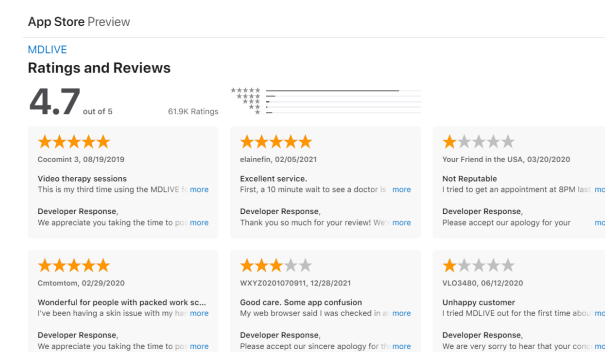 App Store Preview
MDLIVE
Ratings and Reviews
4.7 out of 5
61.9K Ratings
Cocomint 3, 08/19/2019
Video therapy sessions
This is my third time using the MDLIVE more
Developer Response,
We appreciate you taking the time to more
elainefin, 02/05/2021
Excellent service.
First, a 10 minute wait to see a doctor is more
Developer Response,
Thank you so much for your review! more
Your Friend in the USA, 03/20/2020
Not Reputable
I tried to get an appointment at 8PM last
Developer Response,
Please accept our apology for your
Cmtomtom, 02/29/2020
Wonderful for people with packed work sc...
I've been having a skin issue with my more
Developer Response,
We appreciate you taking the time to more
WXYZ0201070911, 12/28/2021
Good care. Some app confusion
My web browser said I was checked in more
Developer Response,
Please accept our sincere apology for more
VLO3480, 06/12/2020
Unhappy customer
I tried MDLIVE out for the first time
Developer Response,
We are very sorry to hear that your